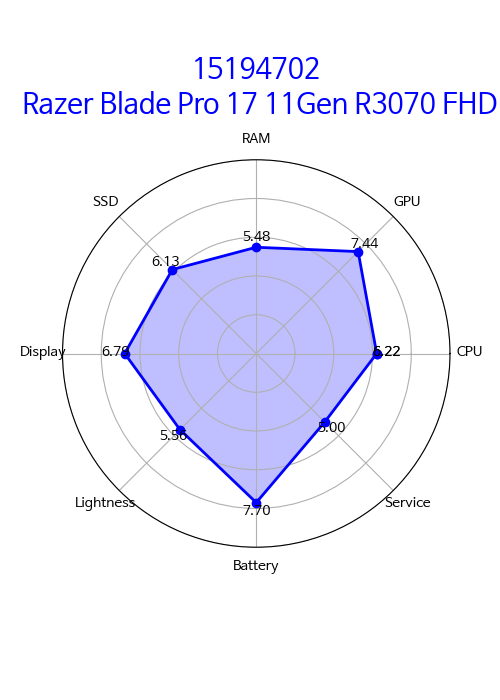 15194702
Razer Blade Pro 17 11Gen R3070 FHD
RAM
SSD
GPU
5.48
7.44
6.13
Display
6.79
6.22
CPU
5.56
5.00
Lightness
7.70
Service
Battery